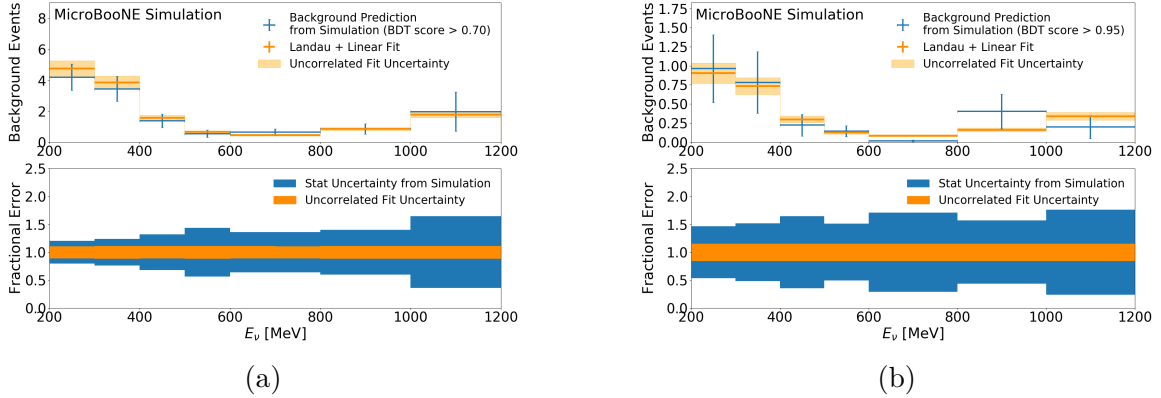 MicroBooNE Simulation
Background Prediction
from Simulation (BDT score > 0.70)
Landau + Linear Fit
Uncorrelated Fit Uncertainty
Background Events
8
6
4
2
0
200 400 600 800 1000 1200
Stat Uncertainty from Simulation
Uncorrelated Fit Uncertainty
Fractional Error
2.5
2.0
1.5
1.0
0.5
0.0
200 400 600 800 1000 1200
E_ν [MeV]
(a)
MicroBooNE Simulation
Background Prediction
from Simulation (BDT score > 0.95)
Landau + Linear Fit
Uncorrelated Fit Uncertainty
Background Events
1.75
1.50
1.25
1.00
0.75
0.50
0.25
0.00
200 400 600 800 1000 1200
Stat Uncertainty from Simulation
Uncorrelated Fit Uncertainty
Fractional Error
2.5
2.0
1.5
1.0
0.5
0.0
200 400 600 800 1000 1200
E_ν [MeV]
(b)